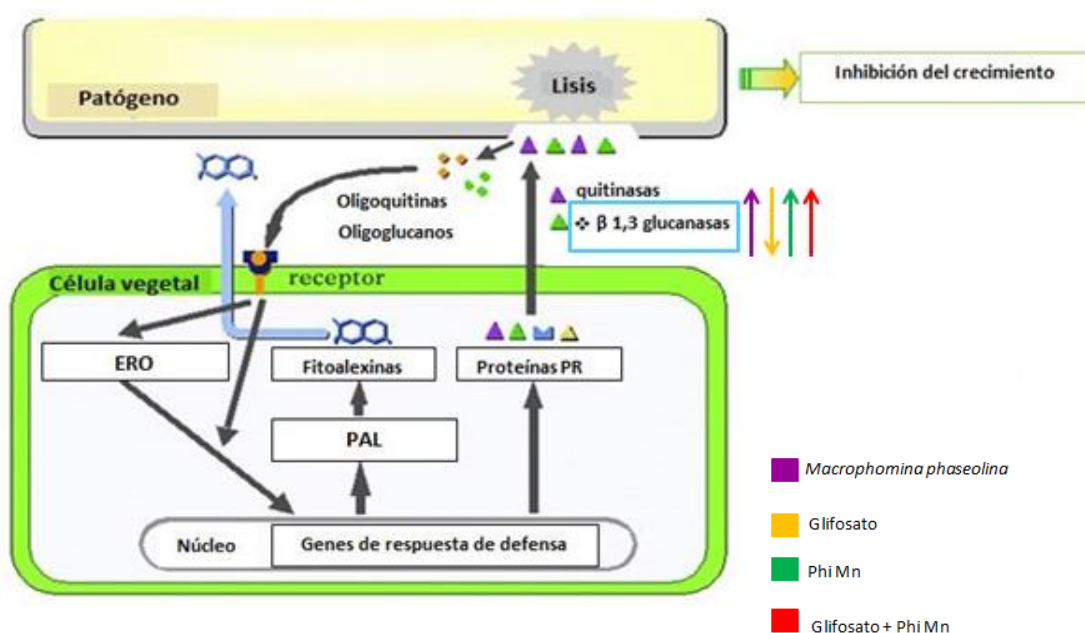 Patógeno
Lisis
Inhibición del crecimiento
Oligoquitinas
Oligoglucanos
quitinasas
❖ β 1,3 glucanasas
Célula vegetal
receptor
ERO
Fitoalexinas
Proteínas PR
PAL
Núcleo
Genes de respuesta de defensa
Macrophomina phaseolina
Glifosato
Phi Mn
Glifosato + Phi Mn